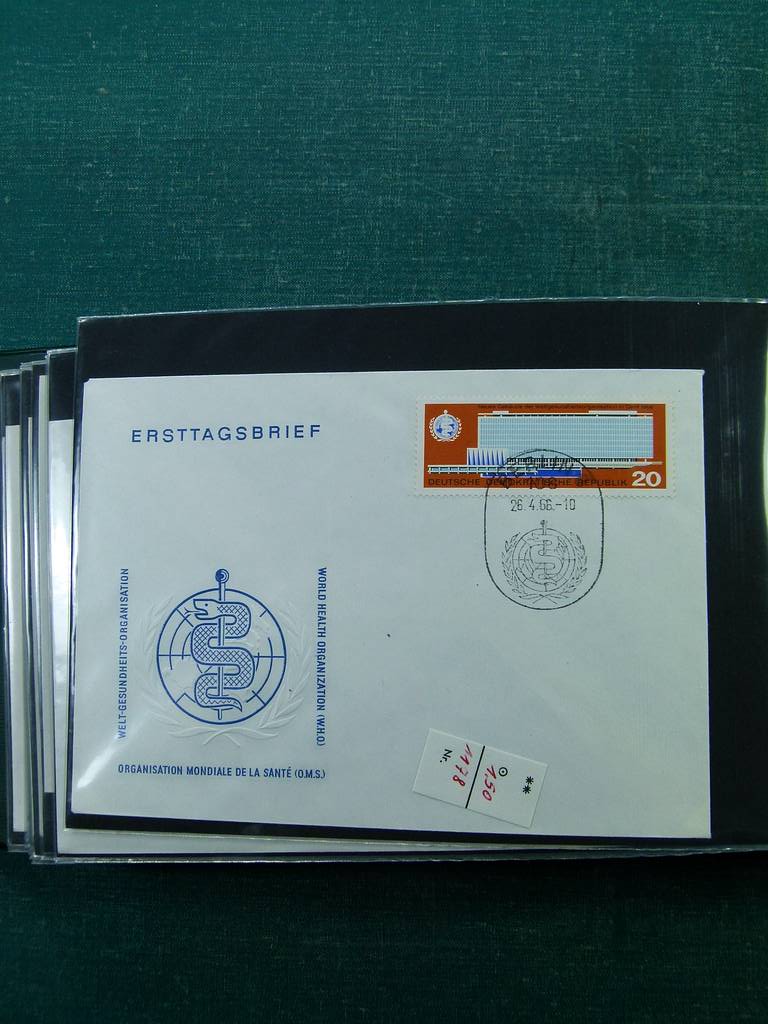 ERSTTAGSBRIEF
DEUTSCHE DEMOKRATISCHE REPUBLIK 20
26.4.66.-10
WELT-GESUNDHEITS-ORGANISATION
WORLD HEALTH ORGANIZATION (W.H.O.)
ORGANISATION MONDIALE DE LA SANTÉ (O.M.S.)
** 
1,50
Nr. 1178